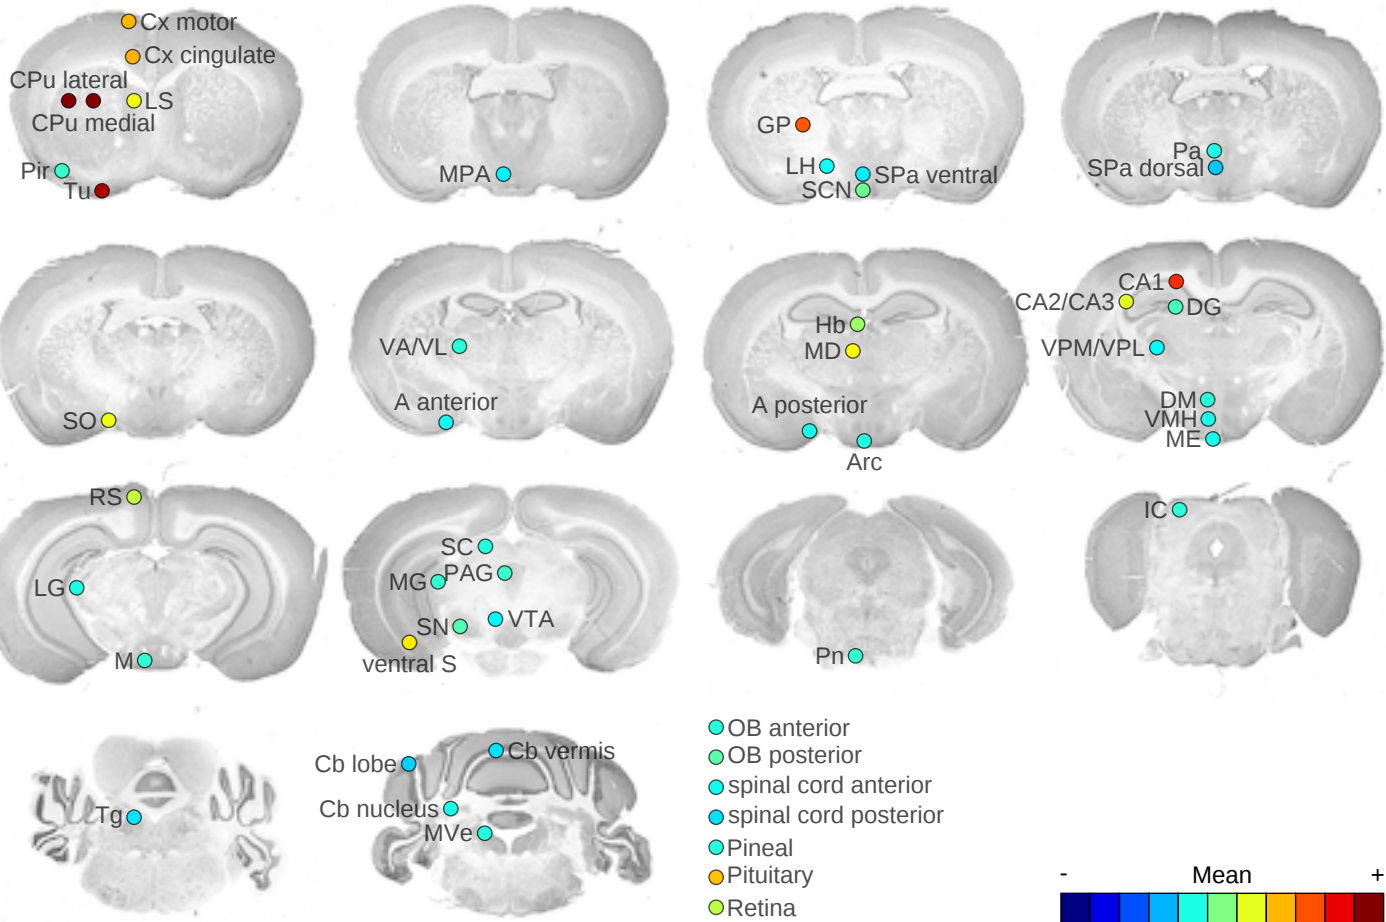 Cx motor
Cx cingulate
CPu lateral
LS
CPu medial
Pir
Tu
MPA
GP
LH
SPa ventral
SCN
Pa
SPa dorsal
SO
VA/VL
A anterior
Hb
MD
A posterior
Arc
CA1
CA2/CA3
DG
VPM/VPL
DM
VMH
ME
RS
LG
M
SC
MG
PAG
SN
VTA
ventral S
Pn
IC
Tg
Cb lobe
Cb vermis
Cb nucleus
MVe
OB anterior
OB posterior
spinal cord anterior
spinal cord posterior
Pineal
Pituitary
Retina
- Mean +